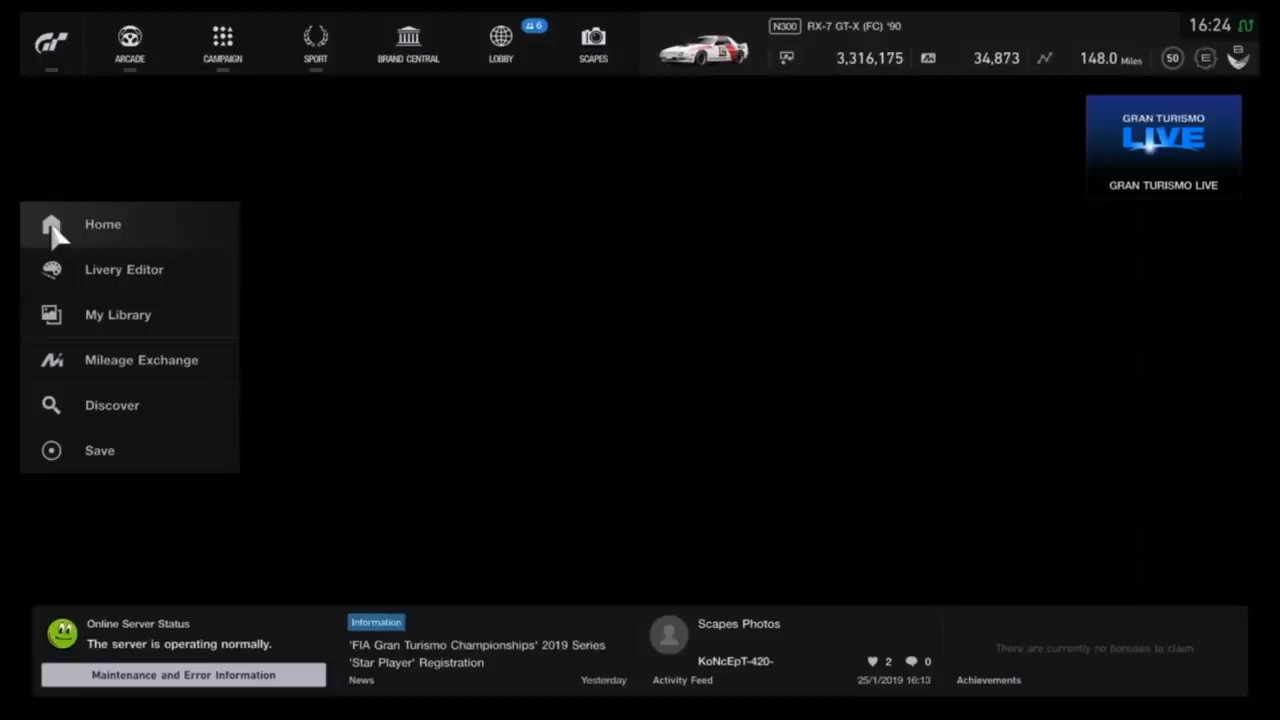 ARCADE
CAMPAIGN
SPORT
BRAND CENTRAL
LOBBY
6
SCAPES
N300 RX-7 GT-X (FC) '90
3,316,175
34,873
148.0 Miles
50
E
B
16:24
GRAN TURISMO
LIVE
GRAN TURISMO LIVE
Home
Livery Editor
My Library
Mileage Exchange
Discover
Save
Online Server Status
The server is operating normally.
Maintenance and Error Information
Information
'FIA Gran Turismo Championships' 2019 Series
'Star Player' Registration
News
Yesterday
Scapes Photos
KoNcEpT-420-
2
0
Activity Feed
25/1/2019 16:13
There are currently no bonuses to claim.
Achievements